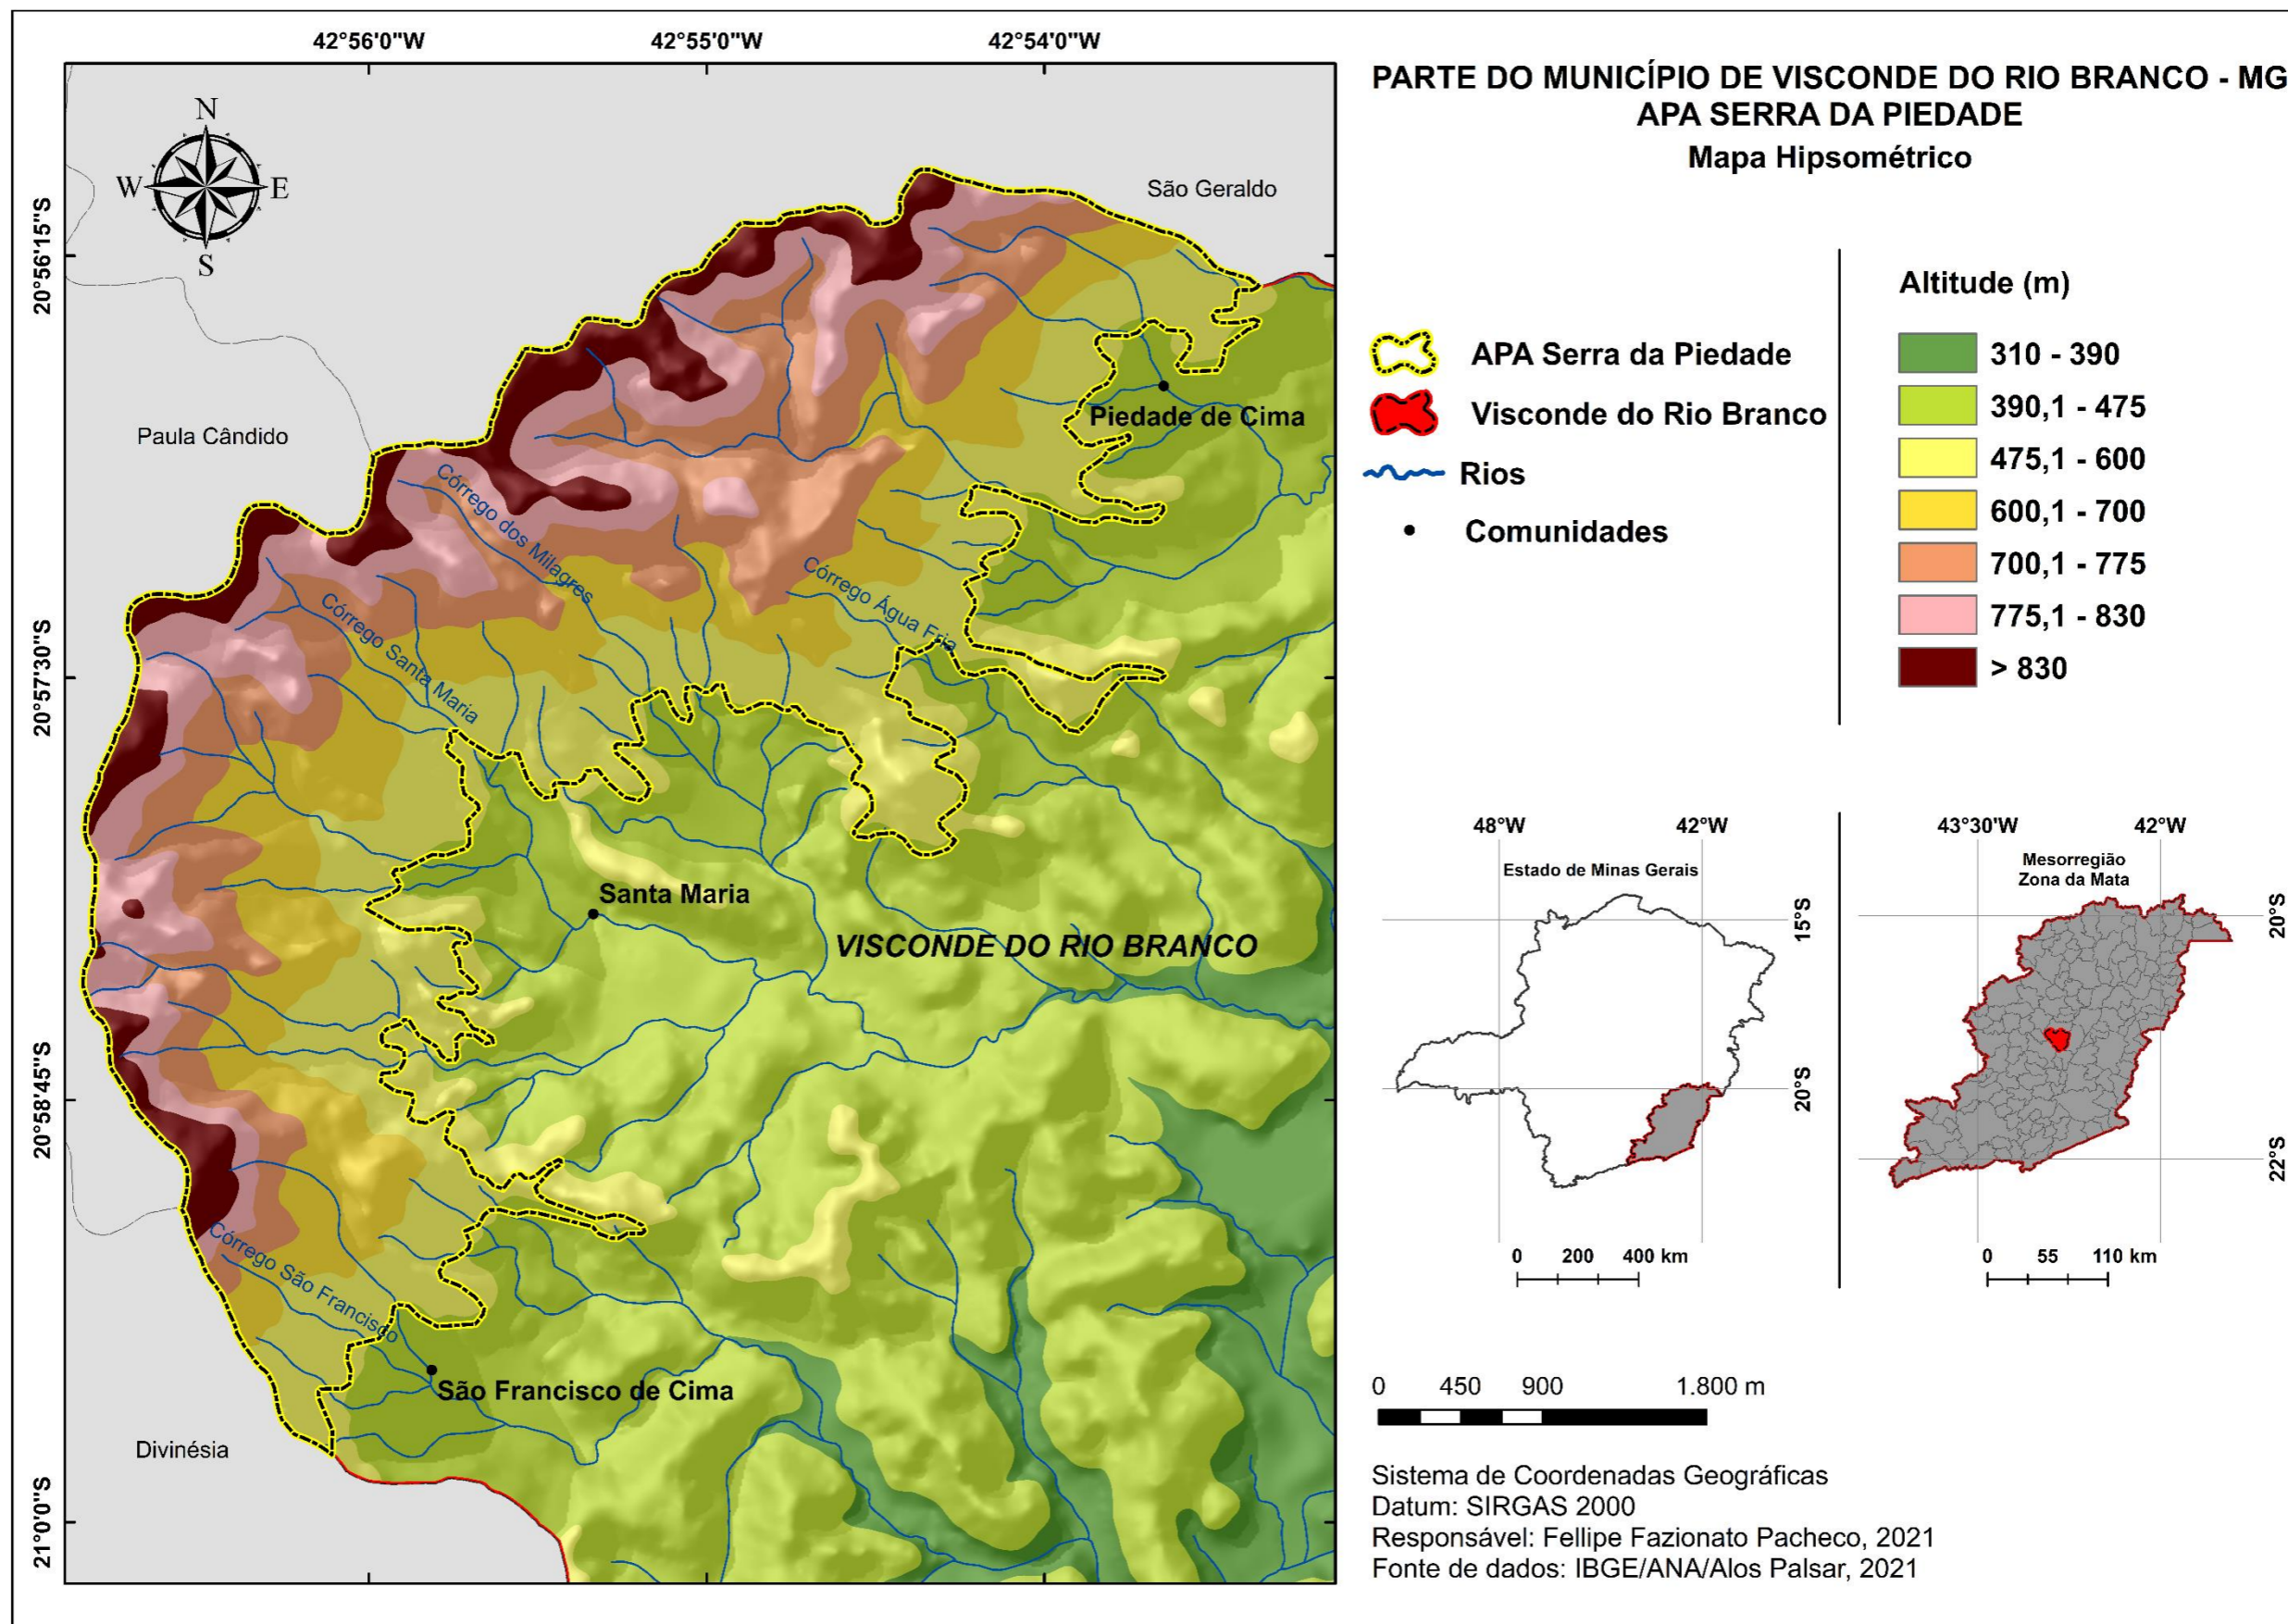 42°56'0"W
42°55'0"W
42°54'0"W
20°56'15"S
20°57'30"S
20°58'45"S
21°0'0"S
N
W
E
S
São Geraldo
Paula Cândido
Piedade de Cima
Córrego dos Milagres
Córrego Santa Maria
Córrego Água Fria
Santa Maria
VISCONDE DO RIO BRANCO
Córrego São Francisco
São Francisco de Cima
Divinésia
PARTE DO MUNICÍPIO DE VISCONDE DO RIO BRANCO - MG
APA SERRA DA PIEDADE
Mapa Hipsométrico
APA Serra da Piedade
Visconde do Rio Branco
Rios
Comunidades
Altitude (m)
310 - 390
390,1 - 475
475,1 - 600
600,1 - 700
700,1 - 775
775,1 - 830
> 830
48°W
42°W
Estado de Minas Gerais
15°S
20°S
0 200 400 km
43°30'W
42°W
Mesorregião
Zona da Mata
20°S
22°S
0 55 110 km
0 450 900 1.800 m
Sistema de Coordenadas Geográficas
Datum: SIRGAS 2000
Responsável: Fellipe Fazionato Pacheco, 2021
Fonte de dados: IBGE/ANA/Alos Palsar, 2021